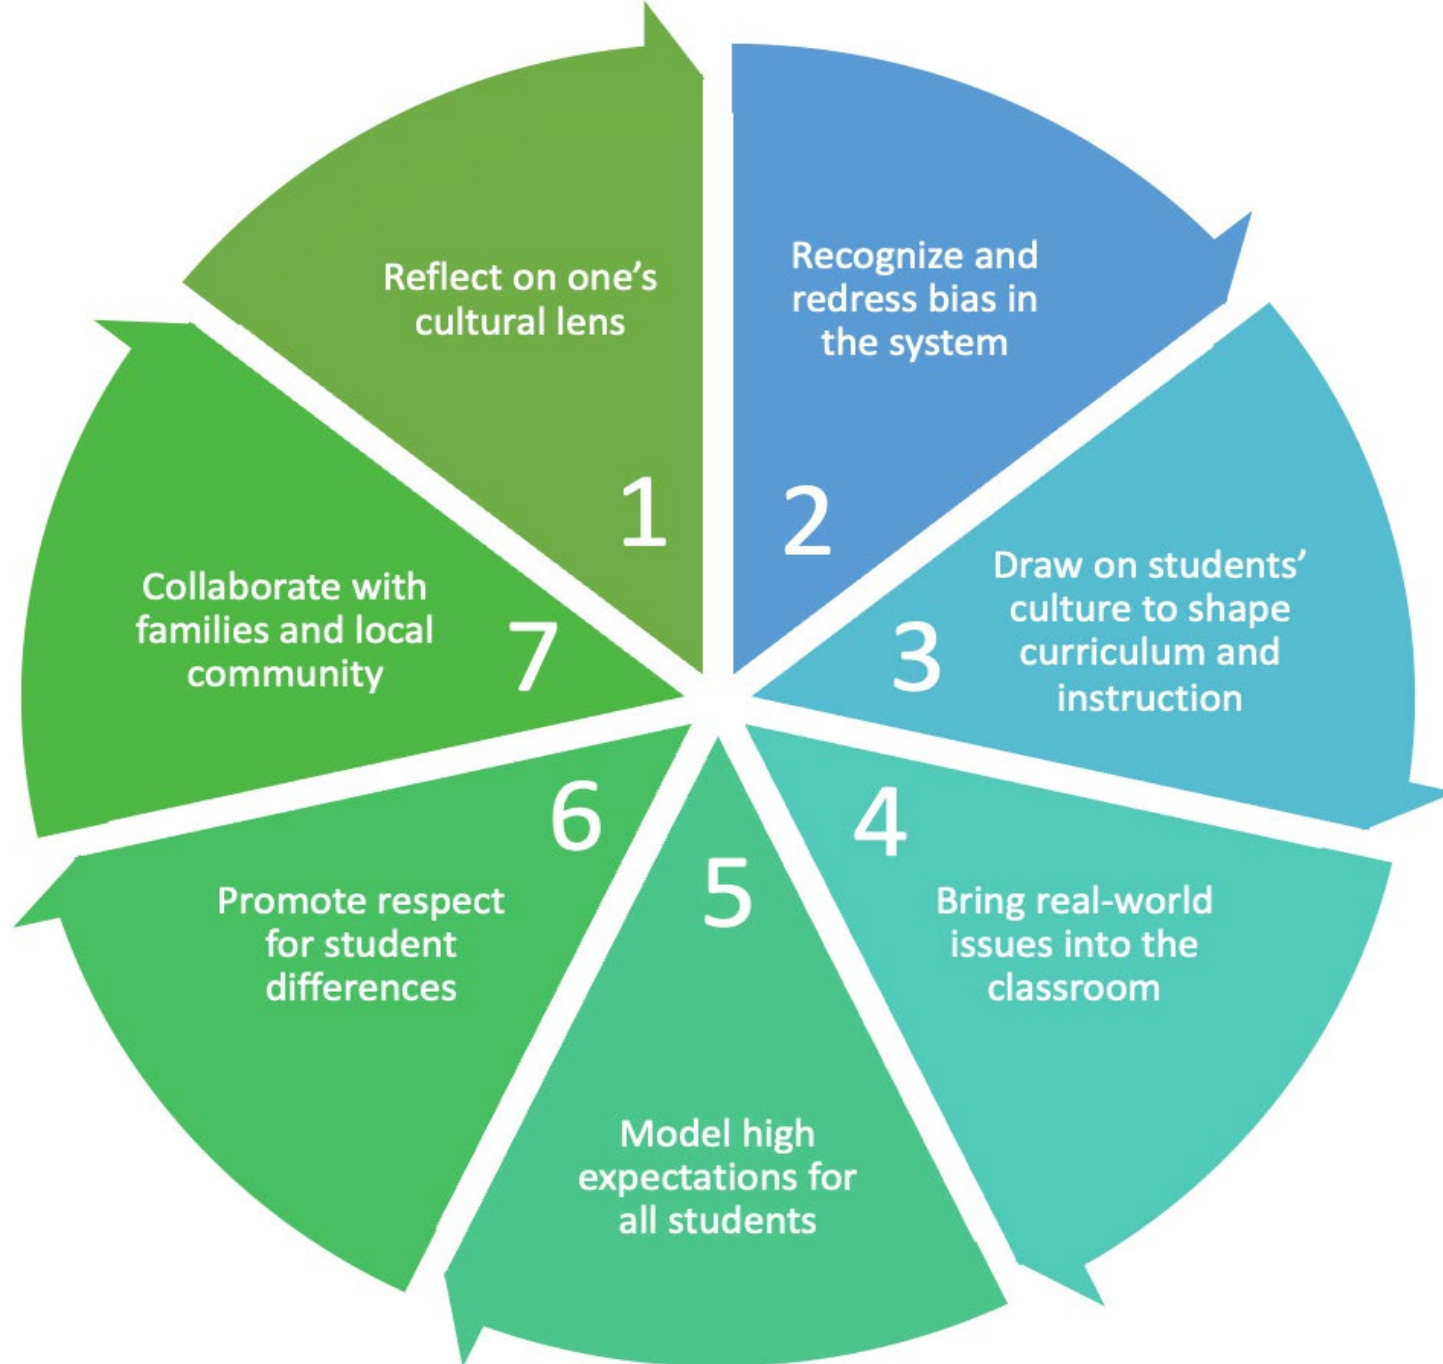 Reflect on one’s
cultural lens
1
Recognize and
redress bias in
the system
2
Draw on students’
culture to shape
curriculum and
instruction
3
4
Bring real-world
issues into the
classroom
5
Model high
expectations for
all students
6
Promote respect
for student
differences
Collaborate with
families and local
community
7